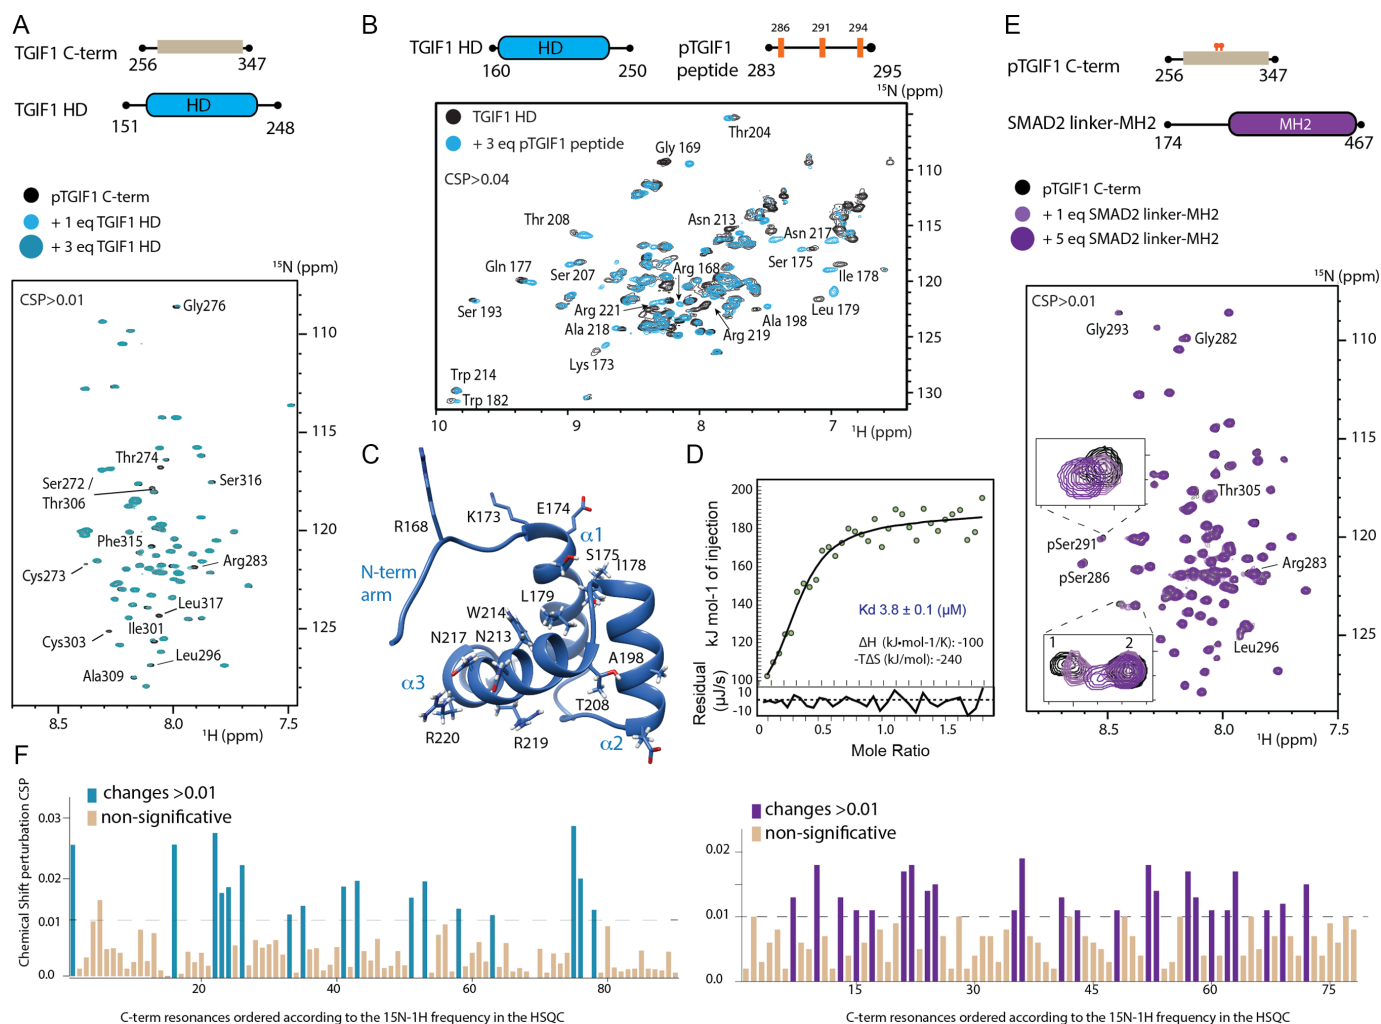 A
TGIF1 C-term
256
347
TGIF1 HD
HD
151
248
pTGIF1 C-term
+ 1 eq TGIF1 HD
+ 3 eq TGIF1 HD
15N (ppm)
CSP>0.01
Gly276
110
115
Thr274
Ser272 /
Thr306
Ser316
120
Phe315
Cys273
Arg283
Leu317
Ile301
Cys303
125
Leu296
Ala309
8.5
8.0
7.5
1H (ppm)
B
TGIF1 HD
HD
160
250
pTGIF1
peptide
286
291
294
283
295
15N (ppm)
TGIF1 HD
+ 3 eq pTGIF1 peptide
CSP>0.04
Thr204
Gly 169
110
Thr 208
Asn 213
115
Asn 217
Gln 177
Ser 207
Arg 168
Ser 175
Ile 178
120
Ser 193
Arg 221
Leu 179
Ala 198
Ala 218
Arg 219
125
Lys 173
Trp 214
Trp 182
130
10
9
8
7
1H (ppm)
C
R168
K173
E174
α1
S175
I178
N-term
arm
L179
W214
N217
N213
A198
α3
T208
R220
R219
α2
D
kJ mol-1 of injection
200
180
160
140
120
100
Kd 3.8 ± 0.1 (μM)
ΔH (kJ•mol-1/K): -100
-TΔS (kJ/mol): -240
Residual
(μJ/s)
10
-10
0
0.5
1.0
1.5
Mole Ratio
E
pTGIF1 C-term
256
347
SMAD2 linker-MH2
MH2
174
467
pTGIF1 C-term
+ 1 eq SMAD2 linker-MH2
+ 5 eq SMAD2 linker-MH2
15N (ppm)
CSP>0.01
Gly293
Gly282
110
115
Thr305
pSer291
120
pSer286
Arg283
1
2
Leu296
125
8.5
8.0
7.5
1H (ppm)
F
Chemical Shift perturbation CSP
changes >0.01
non-significative
0.03
0.02
0.01
0.0
20
40
60
80
C-term resonances ordered according to the 15N-1H frequency in the HSQC
changes >0.01
non-significative
0.02
0.01
0.0
15
30
45
60
75
C-term resonances ordered according to the 15N-1H frequency in the HSQC